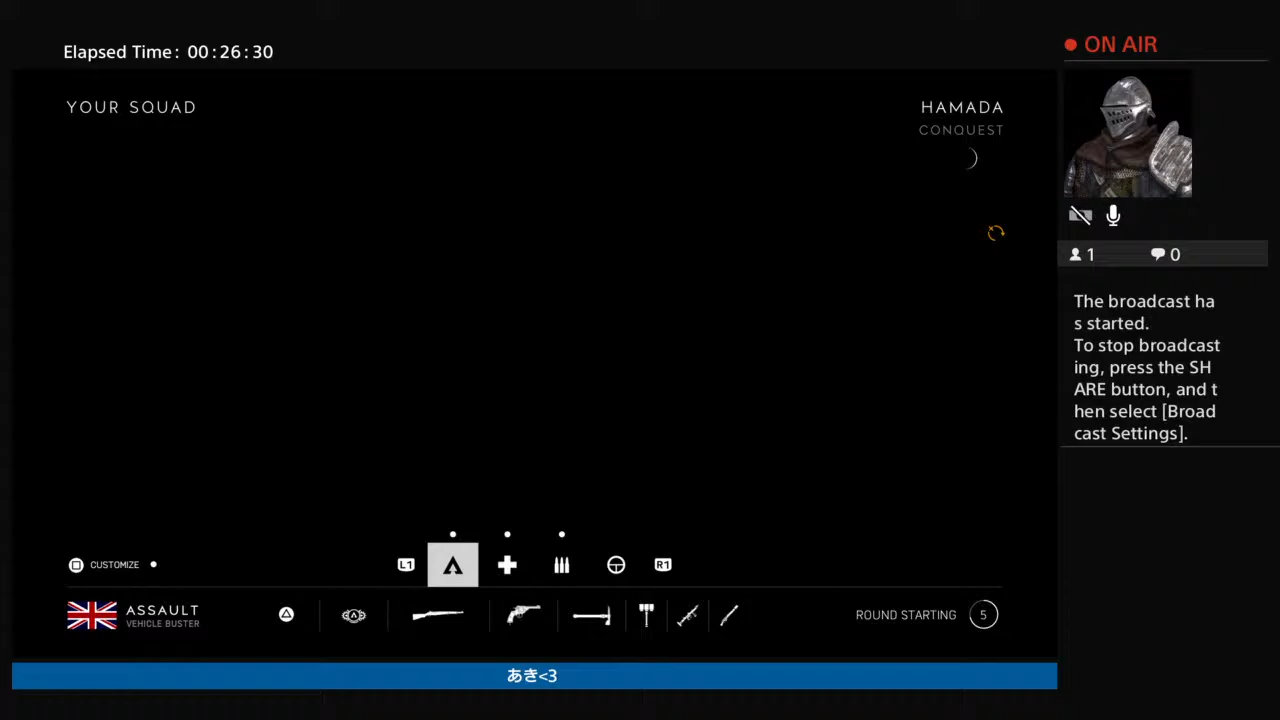 Elapsed Time: 00:26:30
ON AIR
YOUR SQUAD
HAMADA
CONQUEST
1
0
The broadcast ha
s started.
To stop broadcast
ing, press the SH
ARE button, and t
hen select [Broad
cast Settings].
CUSTOMIZE
L1
R1
ASSAULT
VEHICLE BUSTER
ROUND STARTING
5
あき<3